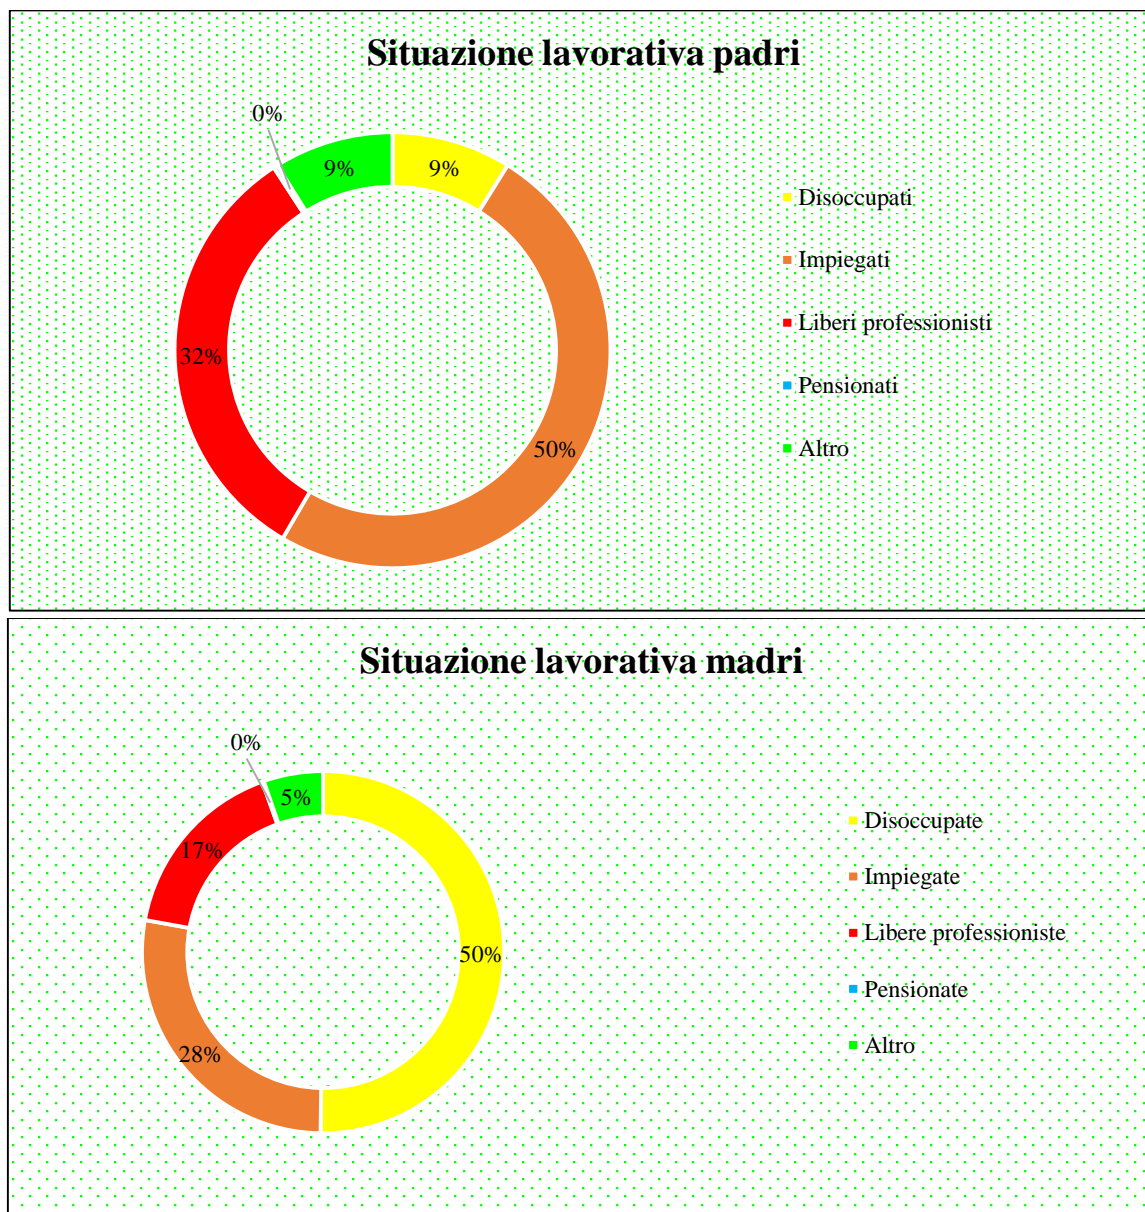 Situazione lavorativa padri
0%
9%
9%
32%
50%
Disoccupati
Impiegati
Liberi professionisti
Pensionati
Altro
Situazione lavorativa madri
0%
5%
17%
50%
28%
Disoccupate
Impiegate
Libere professioniste
Pensionate
Altro